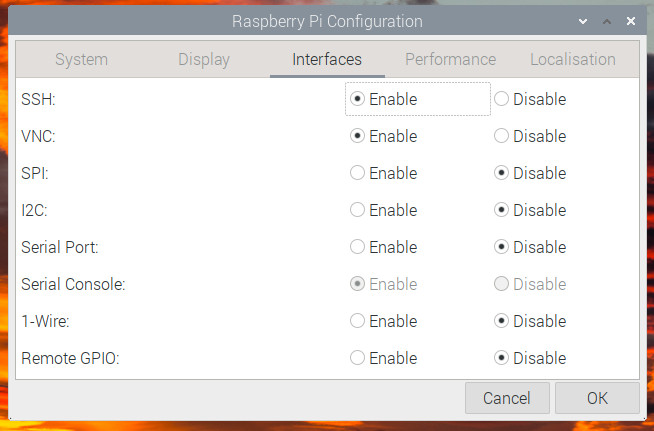 Raspberry Pi Configuration
System Display Interfaces Performance Localisation
SSH: Enable Disable
VNC: Enable Disable
SPI: Enable Disable
I2C: Enable Disable
Serial Port: Enable Disable
Serial Console: Enable Disable
1-Wire: Enable Disable
Remote GPIO: Enable Disable
Cancel OK